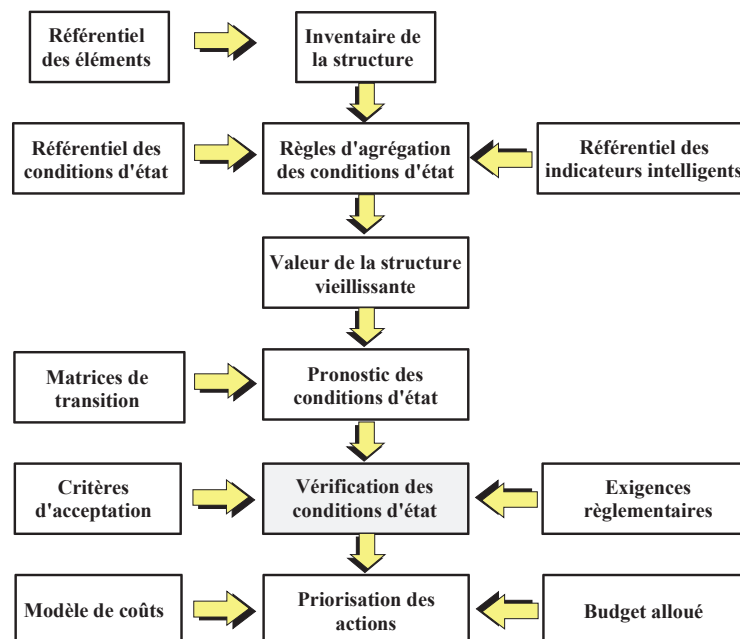 Référentiel
des éléments
Inventaire de
la structure
Référentiel des
conditions d'état
Règles d'agrégation
des conditions d'état
Référentiel des
indicateurs intelligents
Valeur de la structure
vieillissante
Matrices de
transition
Pronostic des
conditions d'état
Critères
d'acceptation
Vérification des
conditions d'état
Exigences
règlementaires
Modèle de coûts
Priorisation des
actions
Budget alloué